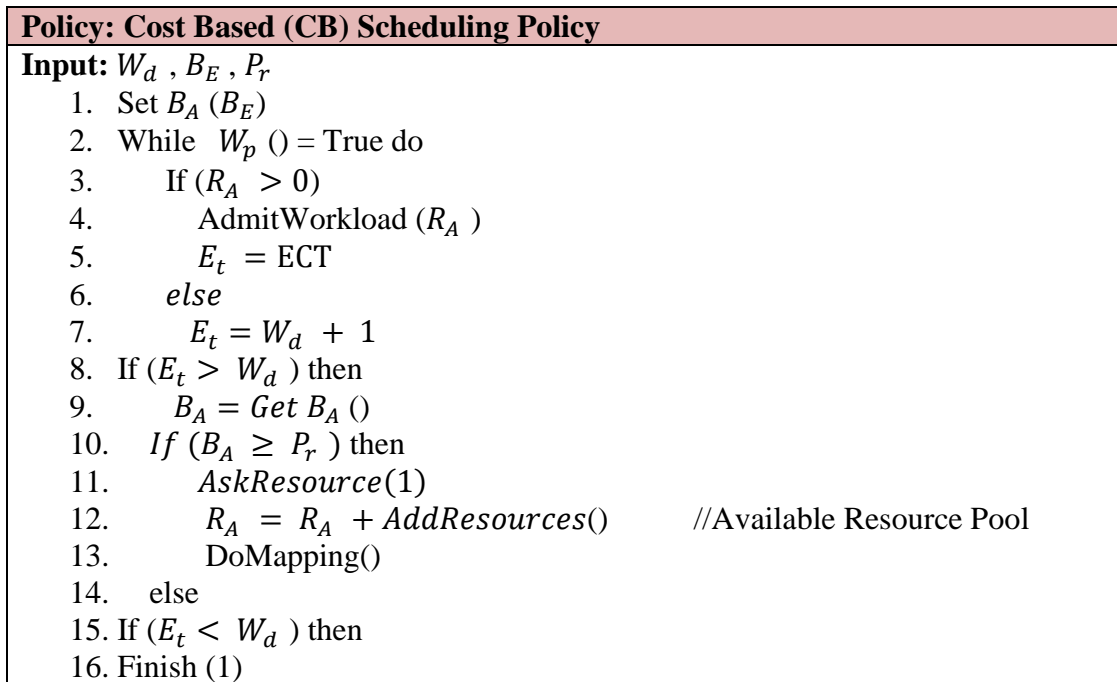 Policy: Cost Based (CB) Scheduling Policy
Input: W_d , B_E , P_r
1. Set B_A (B_E)
2. While W_p () = True do
3. If (R_A > 0)
4. AdmitWorkload (R_A )
5. E_t = ECT
6. else
7. E_t = W_d + 1
8. If (E_t > W_d ) then
9. B_A = Get B_A ()
10. If (B_A ≥ P_r ) then
11. AskResource(1)
12. R_A = R_A + AddResources() //Available Resource Pool
13. DoMapping()
14. else
15. If (E_t < W_d ) then
16. Finish (1)